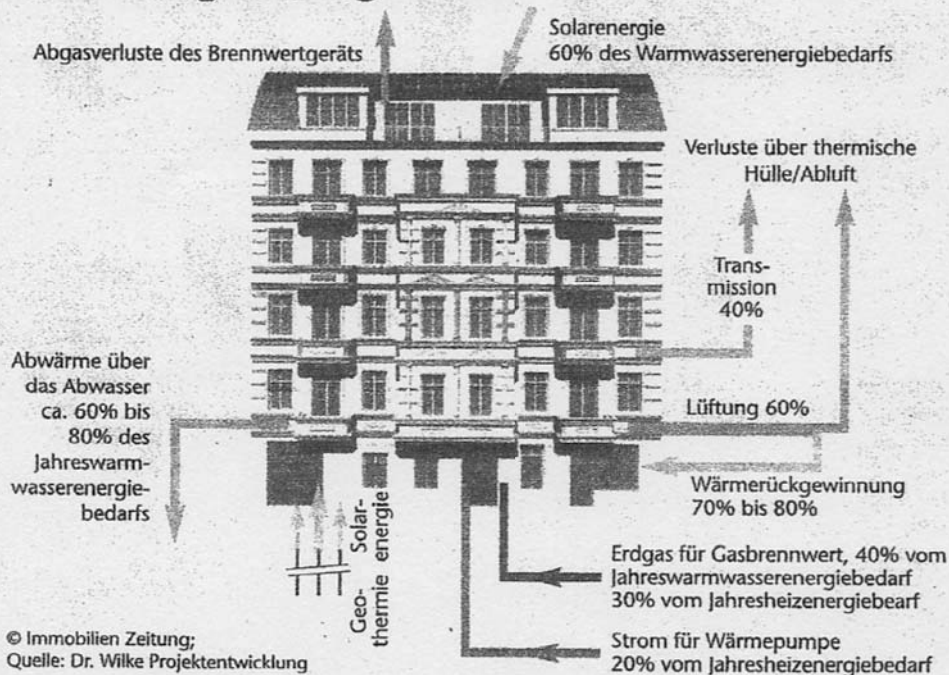 Abgasverluste des Brennwertgeräts
Solarenergie
60% des Warmwasserenergiebedarfs
Verluste über thermische
Hülle/Abluft
Trans-
mission
40%
Abwärme über
das Abwasser
ca. 60% bis
80% des
Jahreswarm-
wasserenergie-
bedarfs
Lüftung 60%
Wärmerückgewinnung
70% bis 80%
Geo-
thermie
Solar-
energie
Erdgas für Gasbrennwert, 40% vom
Jahreswarmwasserenergiebedarf
30% vom Jahresheizenergiebearf
Strom für Wärmepumpe
20% vom Jahresheizenergiebedarf
© Immobilien Zeitung;
Quelle: Dr. Wilke Projektentwicklung